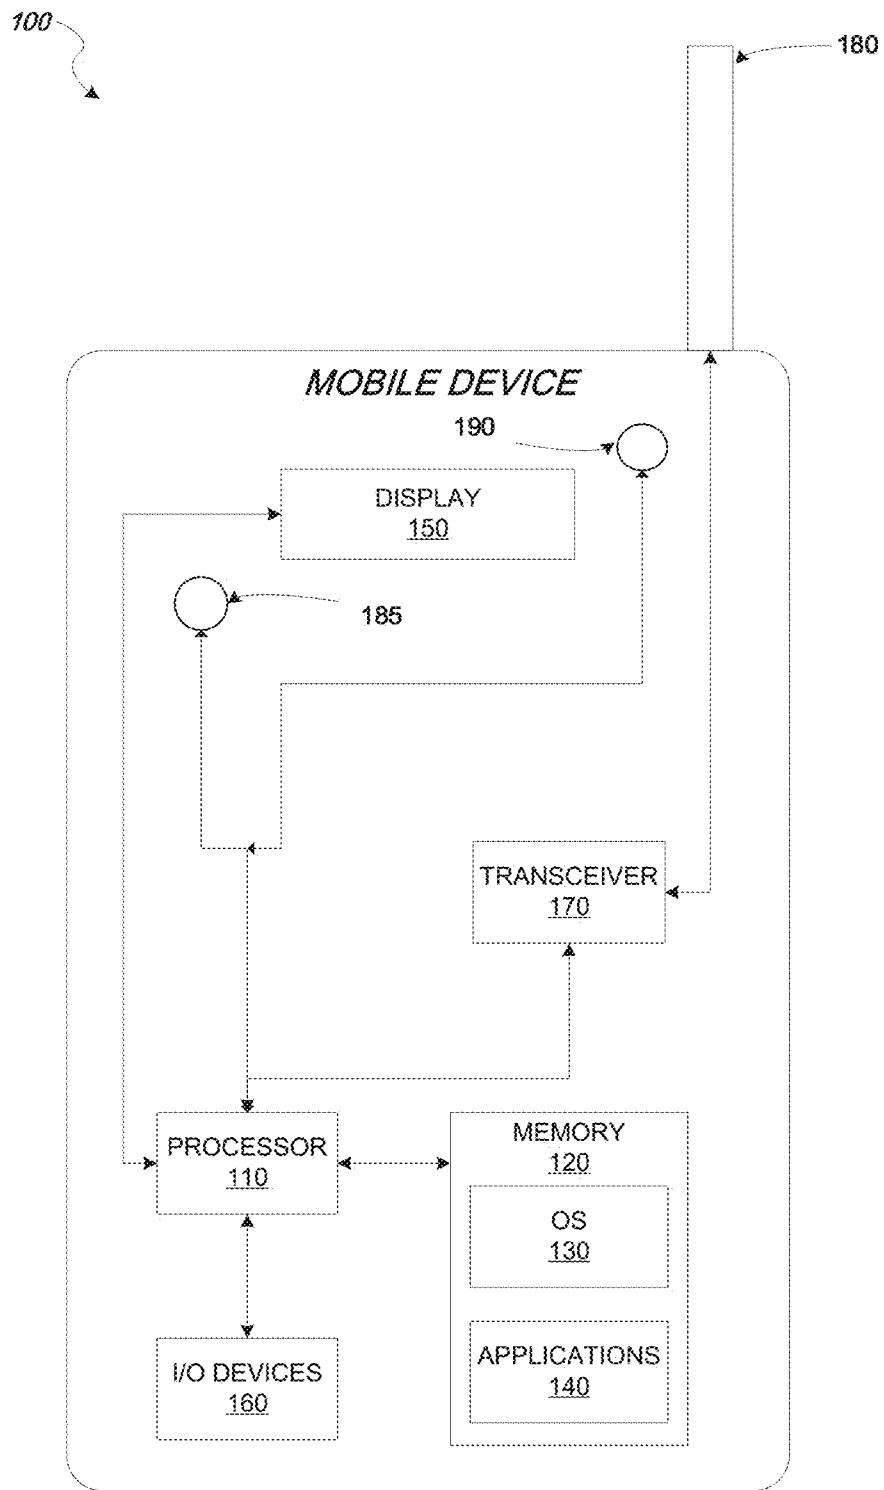 100
180
MOBILE DEVICE
190
DISPLAY
150
185
TRANSCEIVER
170
PROCESSOR
110
MEMORY
120
OS
130
I/O DEVICES
160
APPLICATIONS
140